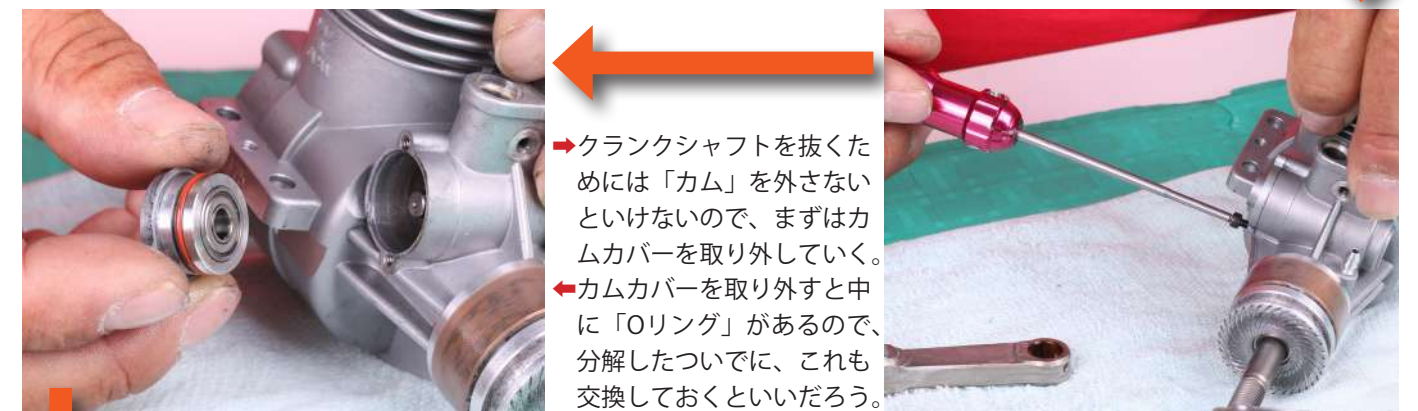 ➡クランクシャフトを抜くた
めには「カム」を外さない
といけないので、まずはカ
ムカバーを取り外していく。
⬅カムカバーを取り外すと中
に「Oリング」があるので、
分解したついでに、これも
交換しておくといいだろう。